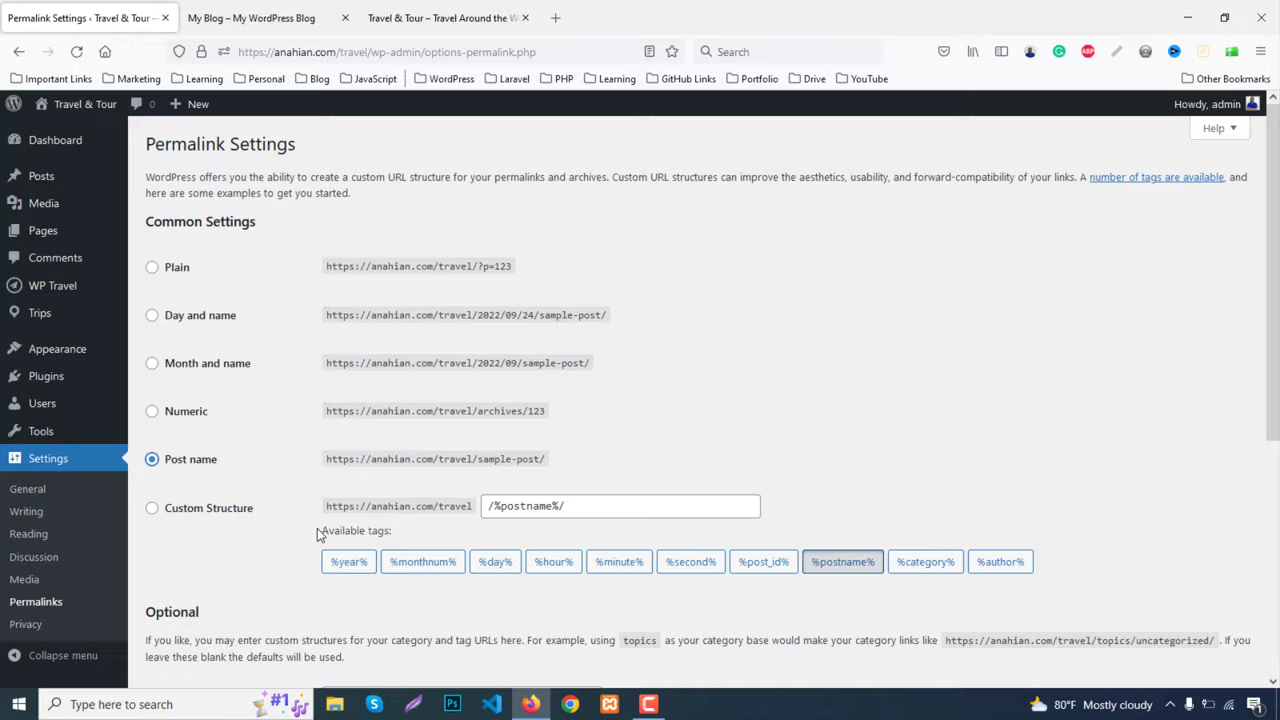 Permalink Settings ‹ Travel & Tour —
My Blog – My WordPress Blog
Travel & Tour – Travel Around the W
https://anahian.com/travel/wp-admin/options-permalink.php
Search
Important Links
Marketing
Learning
Personal
Blog
JavaScript
WordPress
Laravel
PHP
Learning
GitHub Links
Portfolio
Drive
YouTube
Other Bookmarks
Travel & Tour
0
New
Howdy, admin
Dashboard
Posts
Media
Pages
Comments
WP Travel
Trips
Appearance
Plugins
Users
Tools
Settings
General
Writing
Reading
Discussion
Media
Permalinks
Privacy
Collapse menu
Help
Permalink Settings
WordPress offers you the ability to create a custom URL structure for your permalinks and archives. Custom URL structures can improve the aesthetics, usability, and forward-compatibility of your links. A number of tags are available, and
here are some examples to get you started.
Common Settings
Plain https://anahian.com/travel/?p=123
Day and name https://anahian.com/travel/2022/09/24/sample-post/
Month and name https://anahian.com/travel/2022/09/sample-post/
Numeric https://anahian.com/travel/archives/123
Post name https://anahian.com/travel/sample-post/
Custom Structure https://anahian.com/travel /%postname%/
Available tags:
%year% %monthnum% %day% %hour% %minute% %second% %post_id% %postname% %category% %author%
Optional
If you like, you may enter custom structures for your category and tag URLs here. For example, using topics as your category base would make your category links like https://anahian.com/travel/topics/uncategorized/ . If you
leave these blank the defaults will be used.
Type here to search
#1
80°F Mostly cloudy